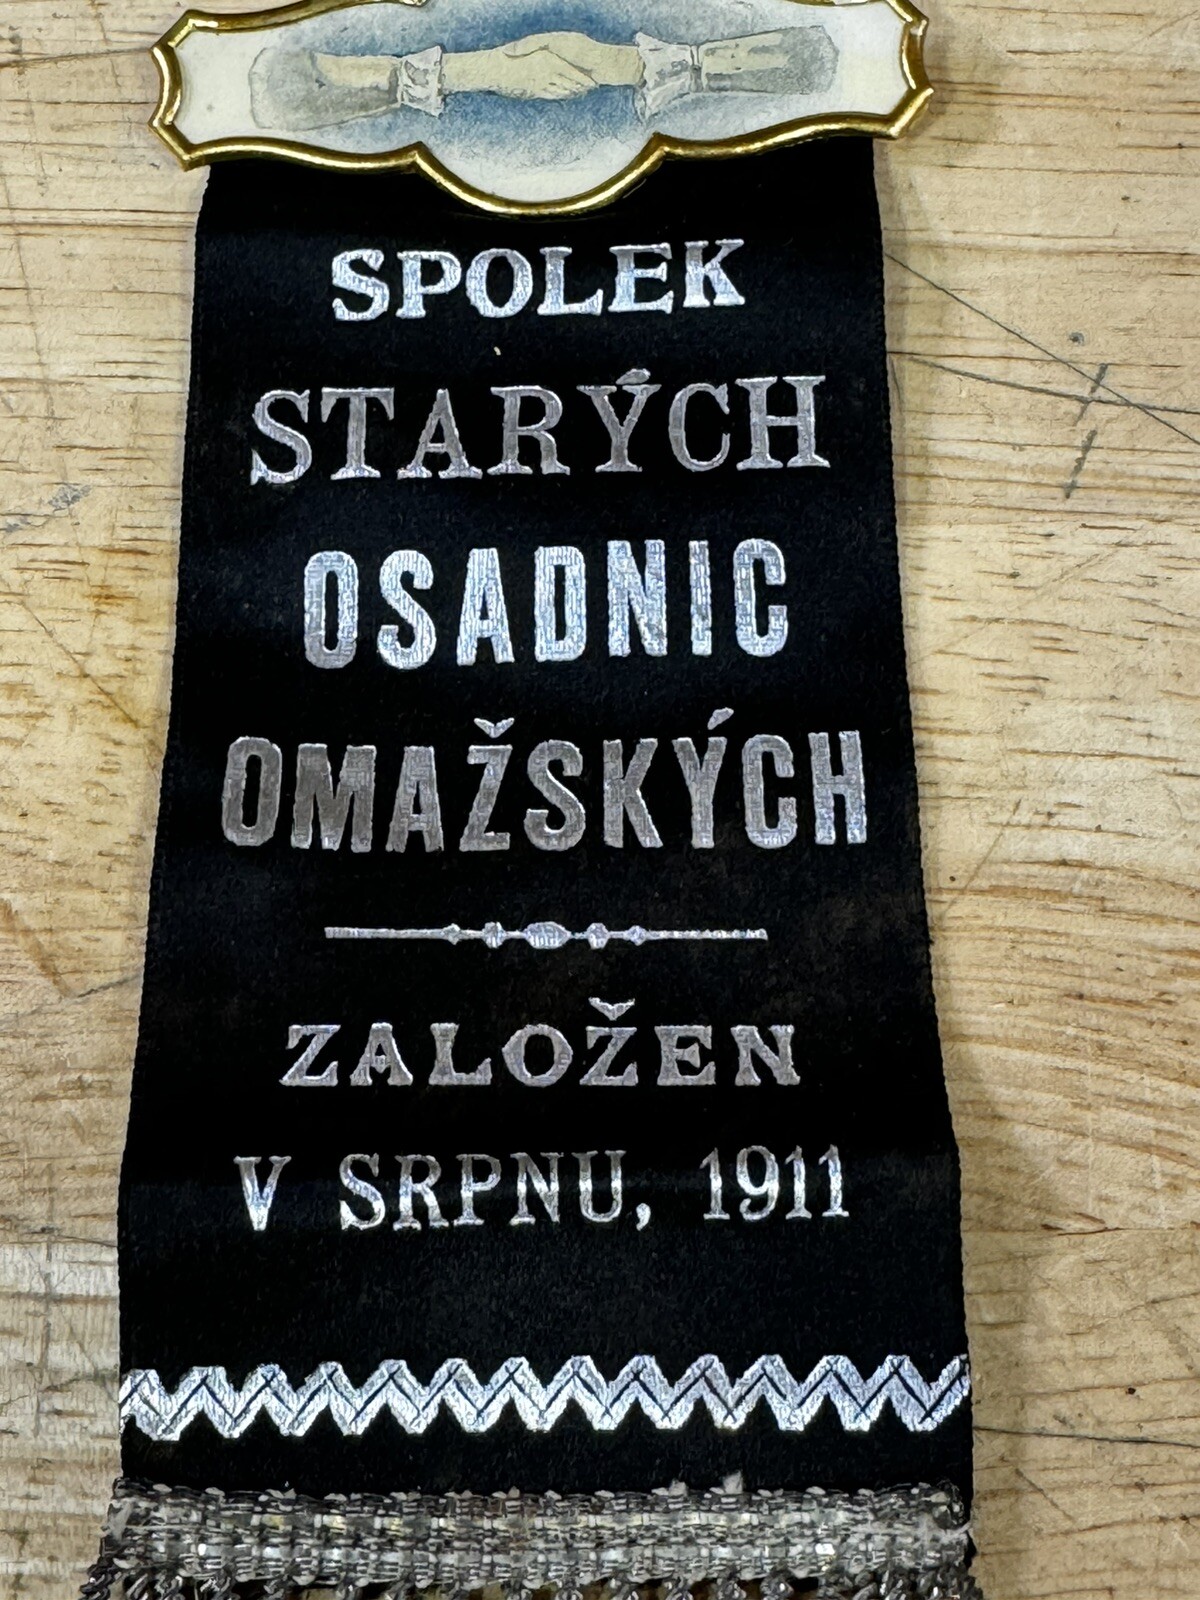 SPOLEK
STARÝCH
OSADNIC
OMAŽSKÝCH
ZALOŽEN
V SRPNU, 1911